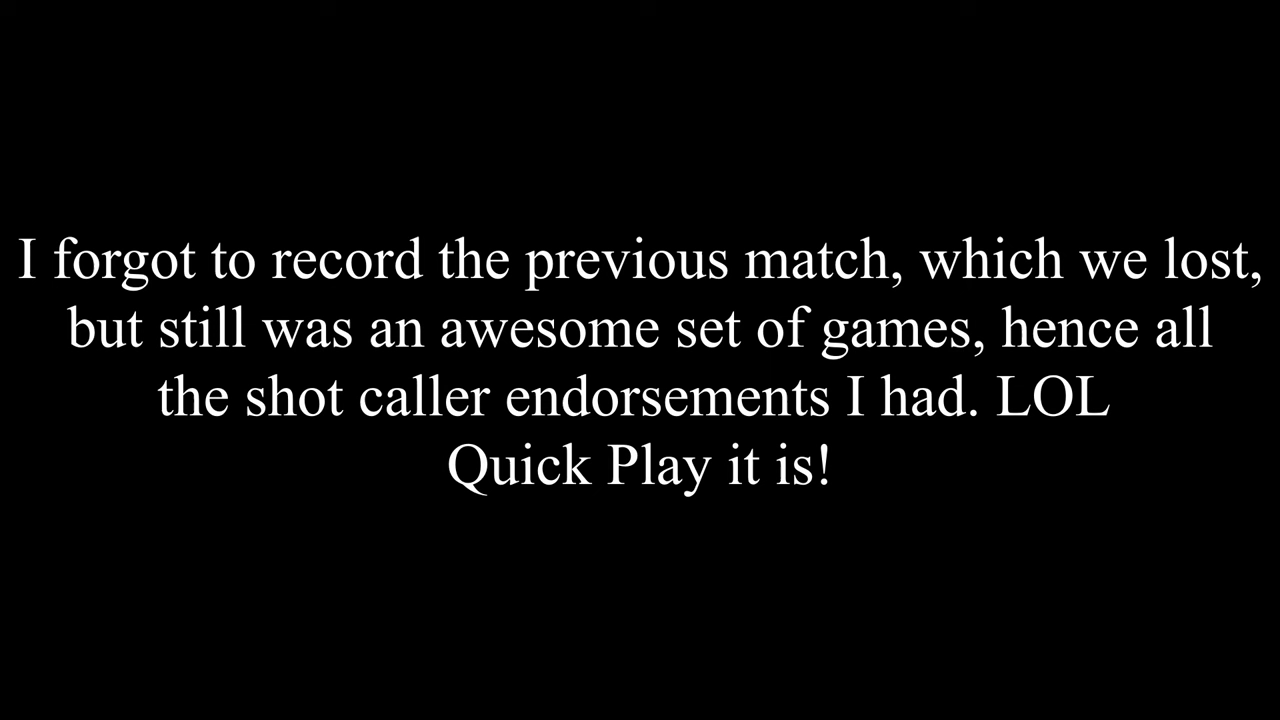 I forgot to record the previous match, which we lost,
but still was an awesome set of games, hence all
the shot caller endorsements I had. LOL
Quick Play it is!